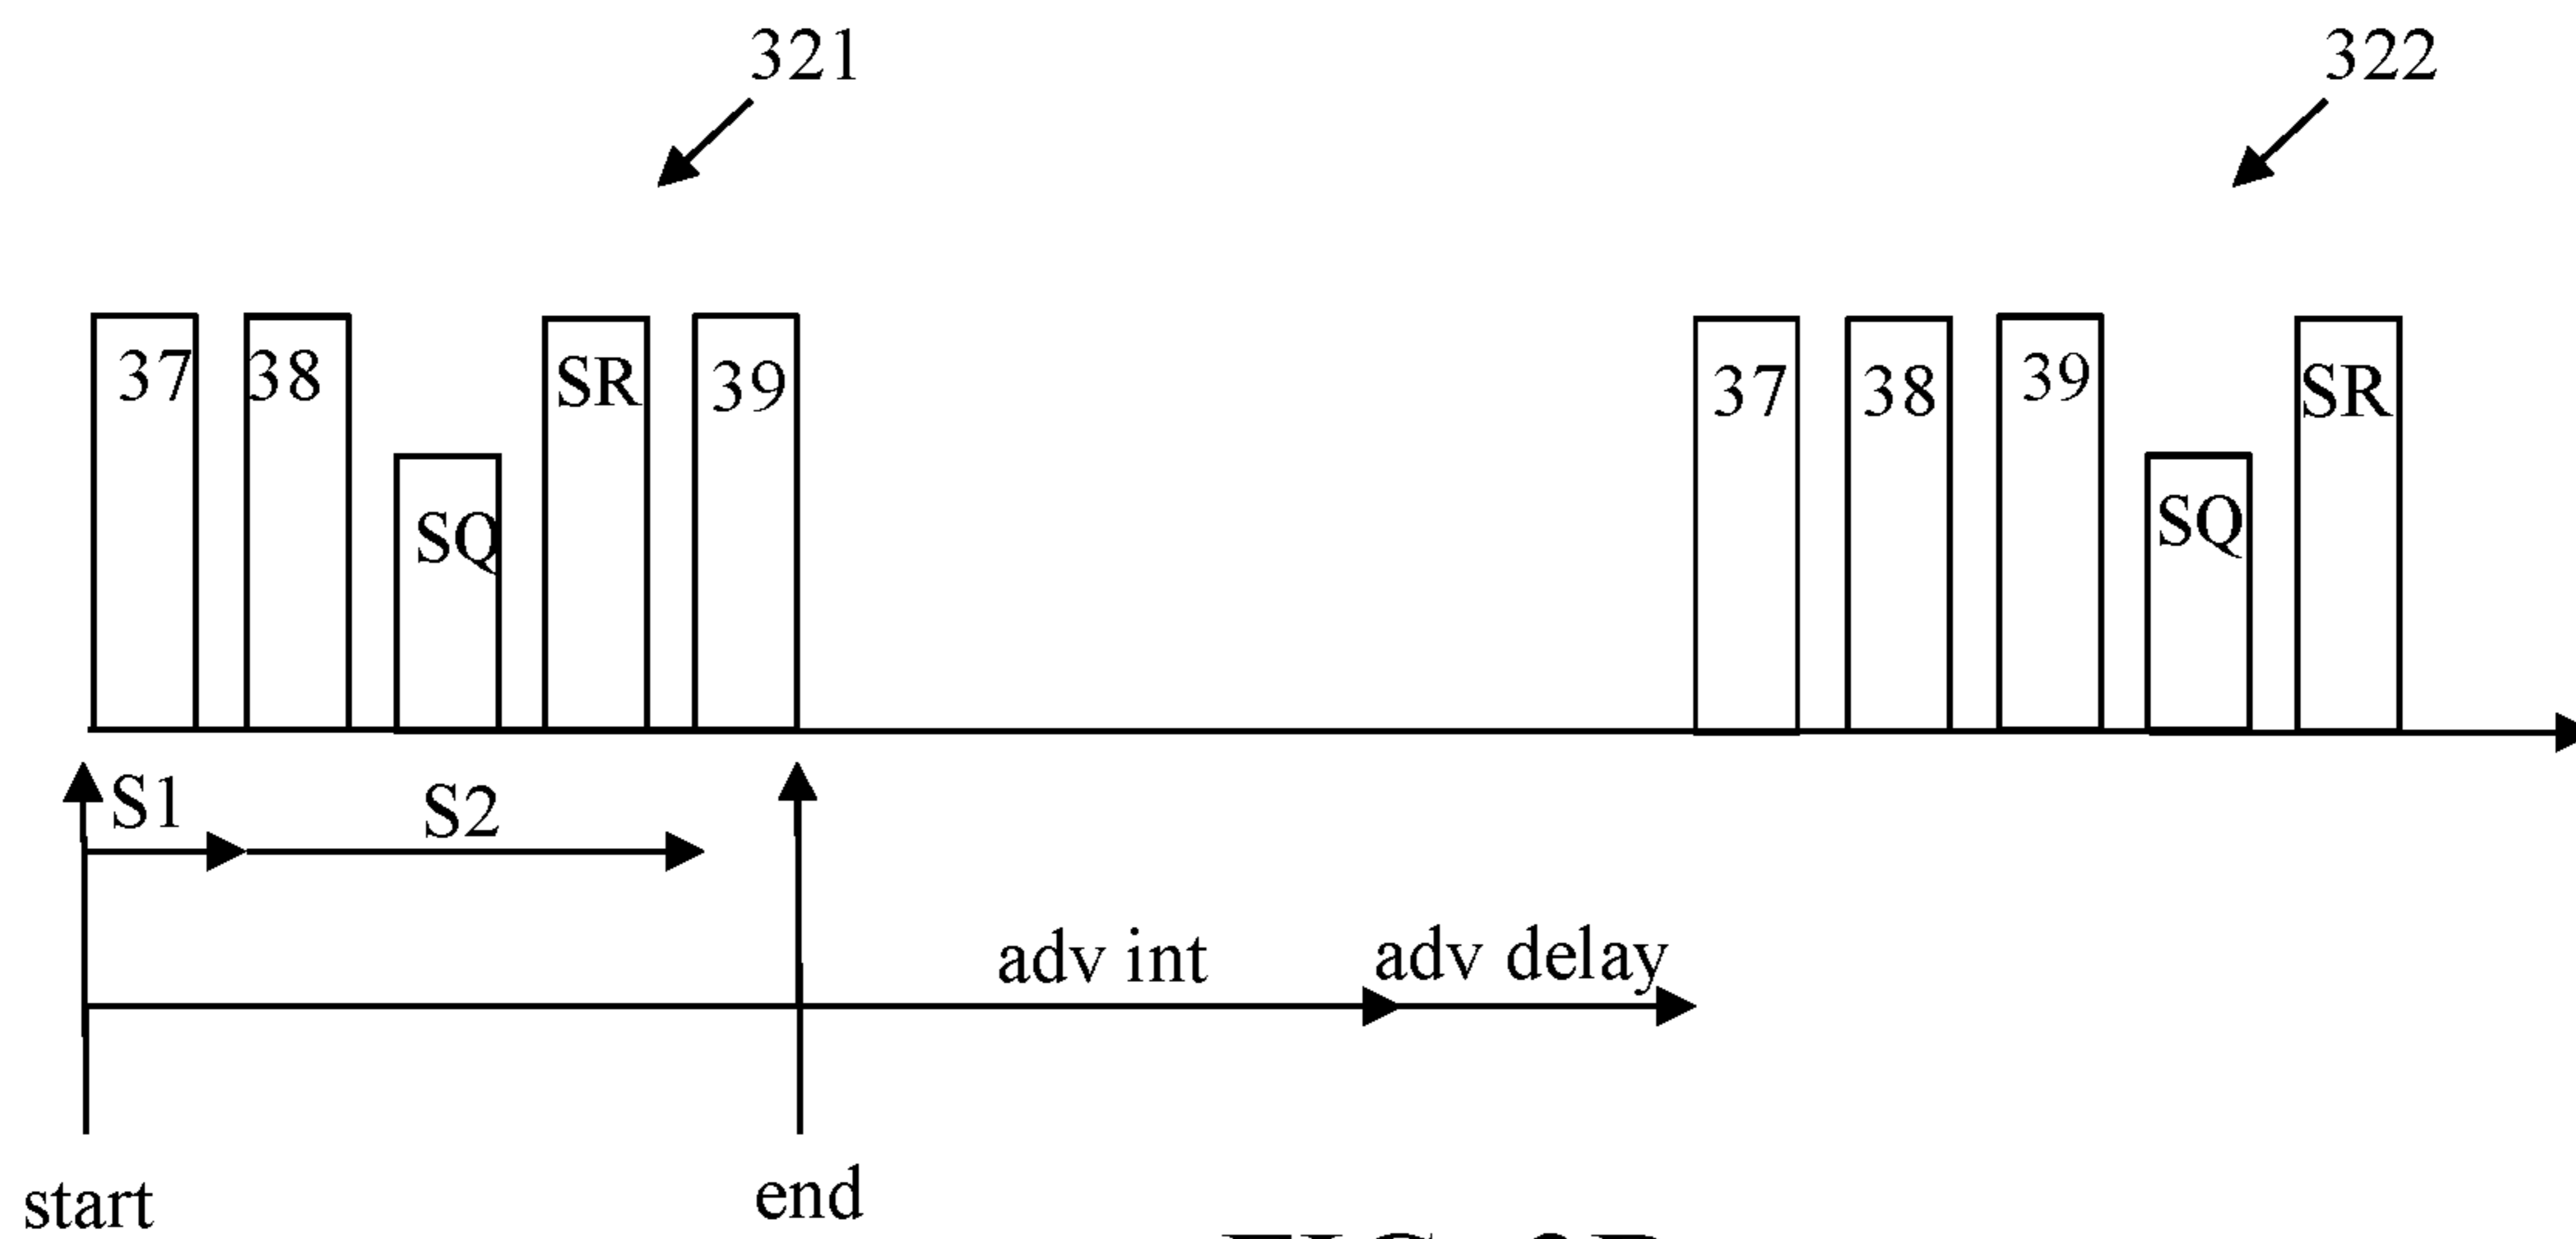 321
322
37
38
SQ
SR
39
37
38
39
SQ
SR
S1
S2
adv int
adv delay
start
end